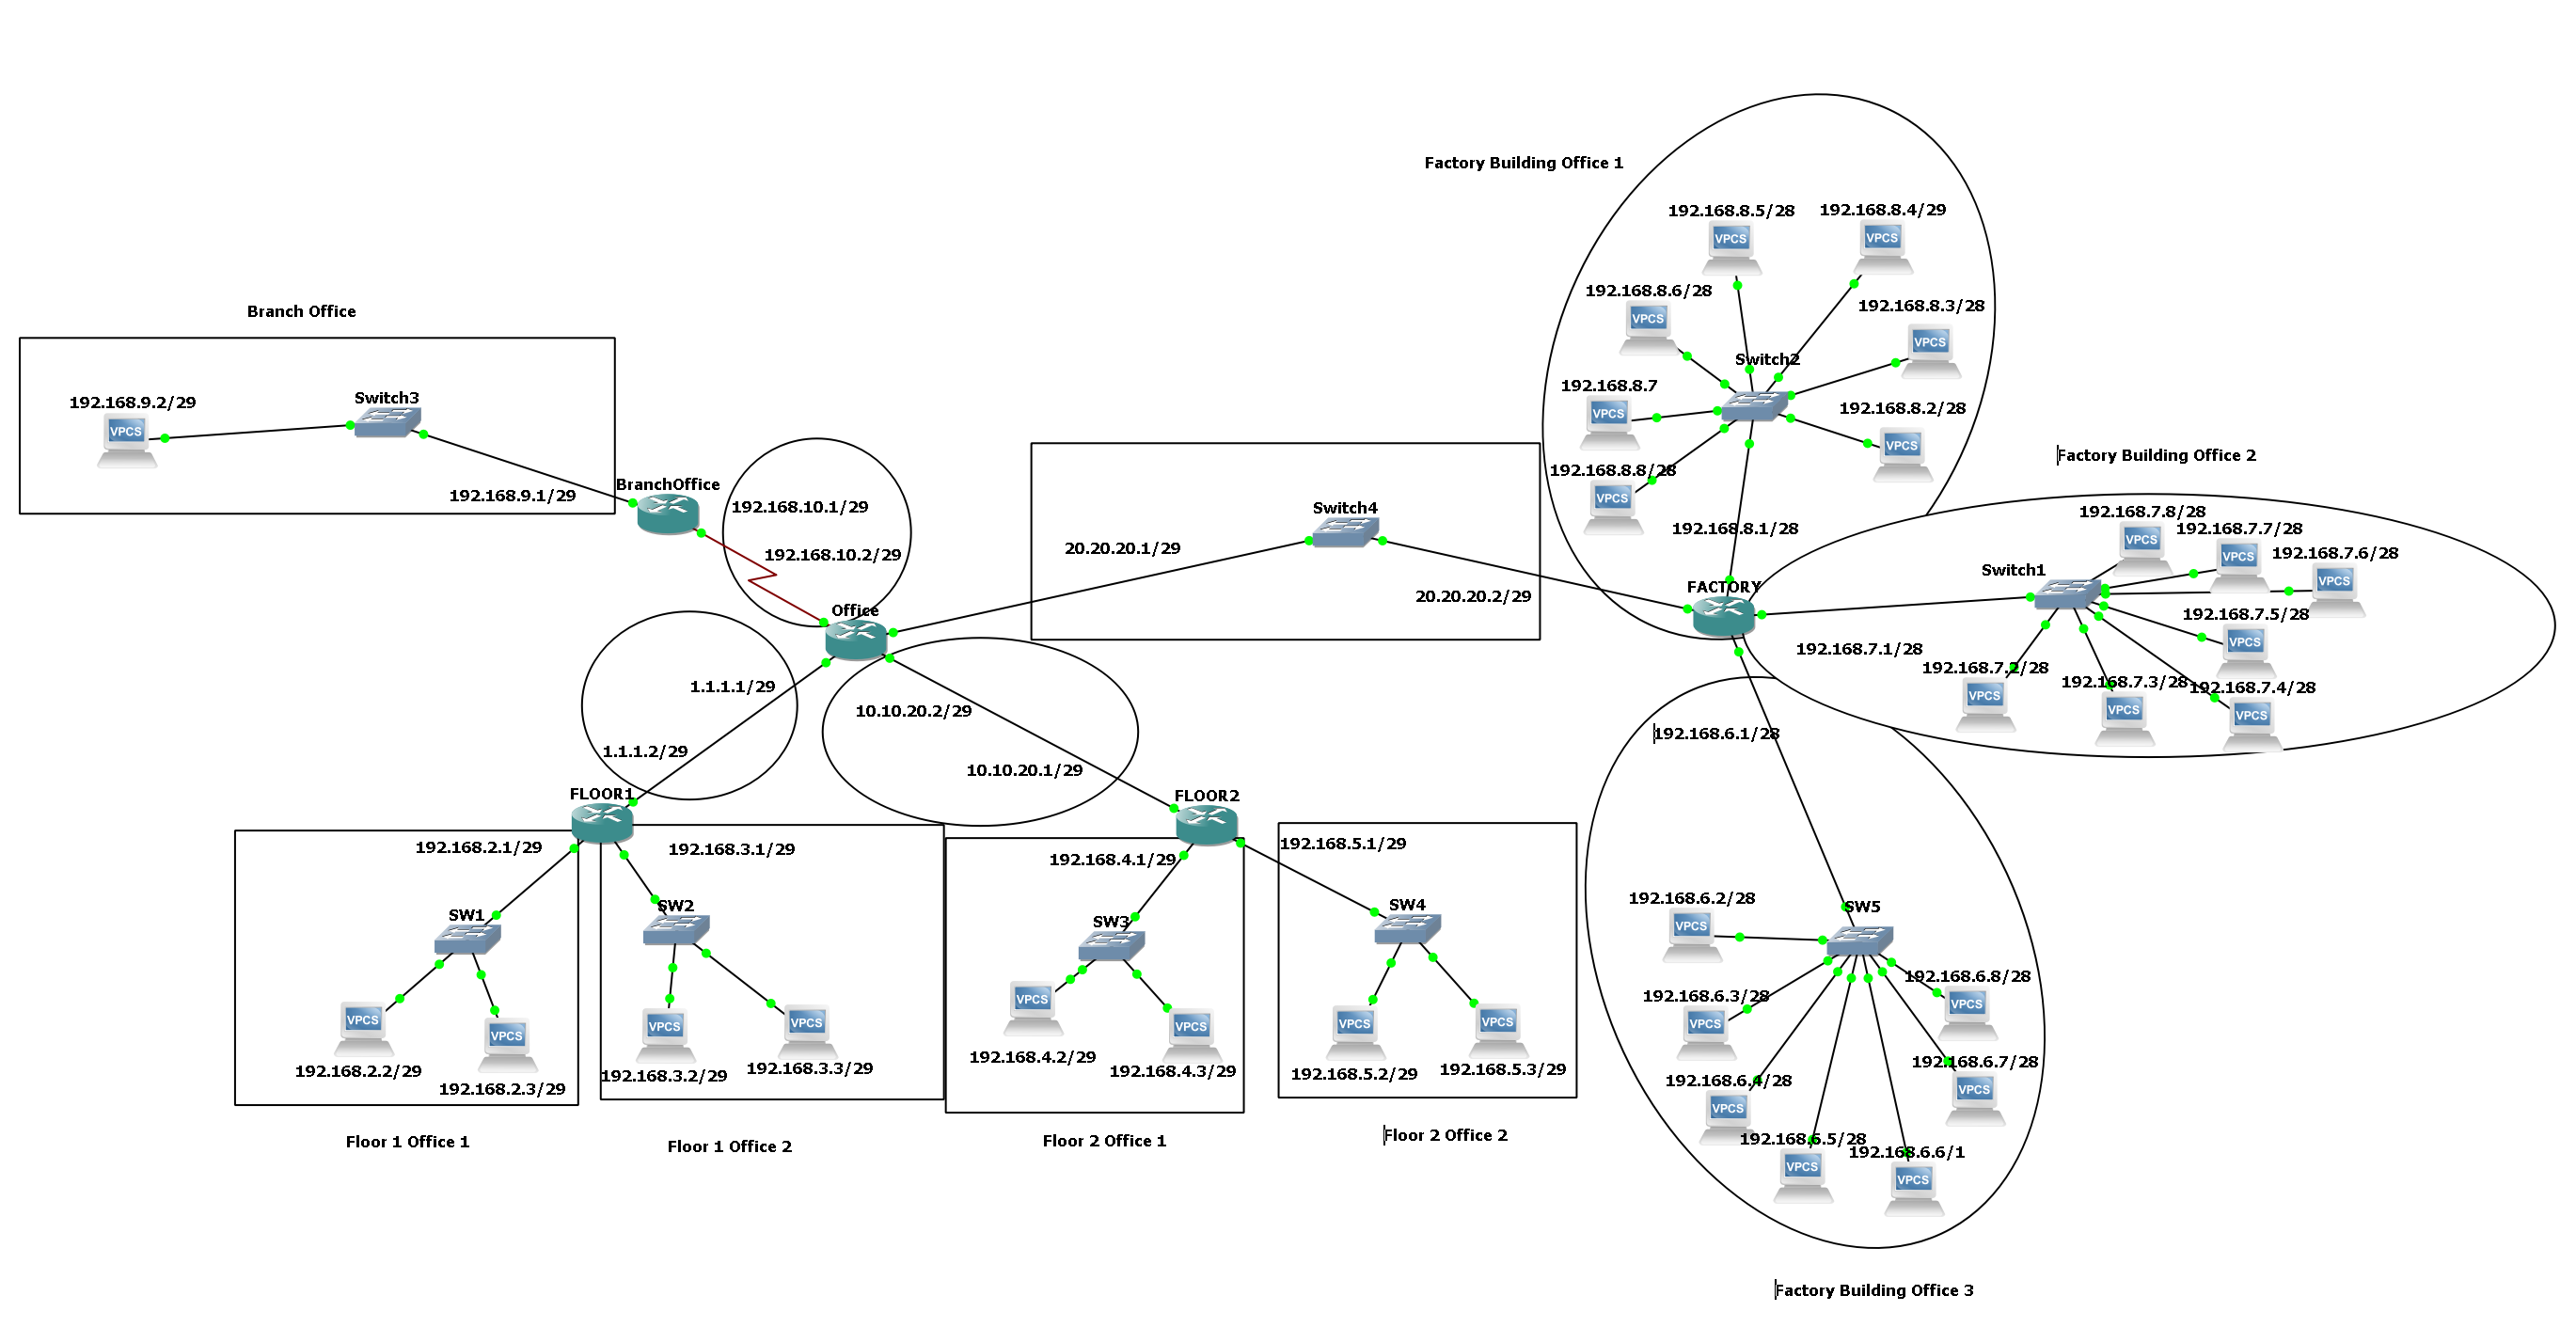 Factory Building Office 1
192.168.8.5/28
192.168.8.4/29
VPCS
VPCS
192.168.8.6/28
192.168.8.3/28
VPCS
VPCS
Switch2
192.168.8.7
VPCS
192.168.8.2/28
VPCS
192.168.8.8/28
VPCS
192.168.8.1/28
Branch Office
192.168.9.2/29
VPCS
Switch3
192.168.9.1/29
BranchOffice
192.168.10.1/29
192.168.10.2/29
Office
Switch4
20.20.20.1/29
20.20.20.2/29
FACTORY
Factory Building Office 2
192.168.7.8/28
VPCS
192.168.7.7/28
VPCS
192.168.7.6/28
VPCS
Switch1
192.168.7.5/28
VPCS
192.168.7.1/28
192.168.7.2/28
VPCS
192.168.7.3/28
VPCS
192.168.7.4/28
VPCS
1.1.1.1/29
1.1.1.2/29
10.10.20.2/29
10.10.20.1/29
FLOOR1
FLOOR2
192.168.2.1/29
192.168.3.1/29
192.168.4.1/29
192.168.5.1/29
SW1
SW2
SW3
SW4
VPCS
VPCS
VPCS
VPCS
VPCS
VPCS
VPCS
VPCS
192.168.2.2/29
192.168.2.3/29
192.168.3.2/29
192.168.3.3/29
192.168.4.2/29
192.168.4.3/29
192.168.5.2/29
192.168.5.3/29
Floor 1 Office 1
Floor 1 Office 2
Floor 2 Office 1
Floor 2 Office 2
192.168.6.1/28
SW5
192.168.6.2/28
VPCS
192.168.6.8/28
VPCS
192.168.6.3/28
VPCS
192.168.6.7/28
VPCS
192.168.6.4/28
VPCS
192.168.6.5/28
VPCS
192.168.6.6/1
VPCS
Factory Building Office 3